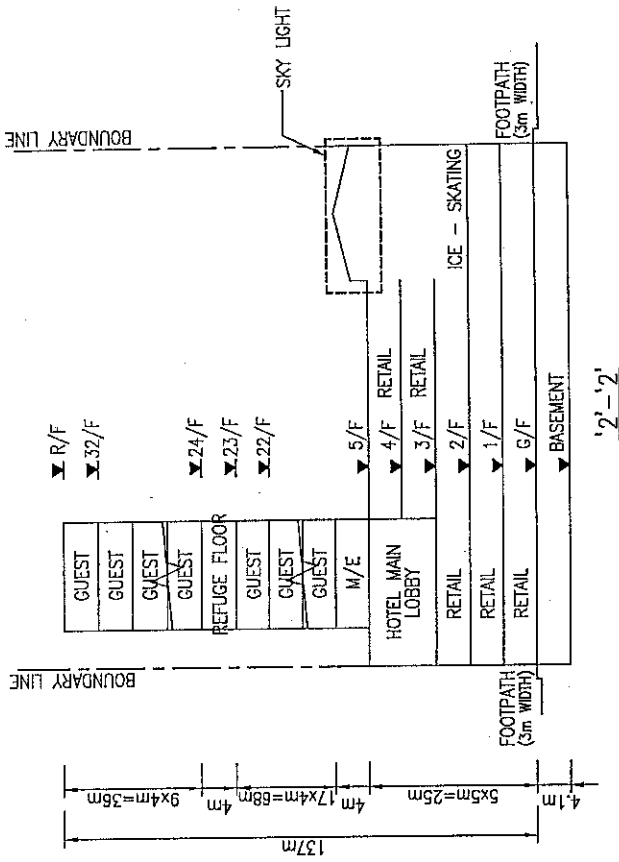 BOUNDARY LINE
BOUNDARY LINE
SKY LIGHT
R/F
32/F
24/F
23/F
22/F
5/F
4/F
3/F
2/F
1/F
G/F
BASEMENT
GUEST
GUEST
GUEST
GUEST
REFUGE FLOOR
GUEST
GUEST
GUEST
M/E
HOTEL MAIN
LOBBY
RETAIL
RETAIL
RETAIL
RETAIL
RETAIL
ICE - SKATING
FOOTPATH
(3m WIDTH)
FOOTPATH
(3m WIDTH)
9x4m=36m
4m
17x4m=68m
4m
5x5m=25m
4.1m
137m
'2'-'2'